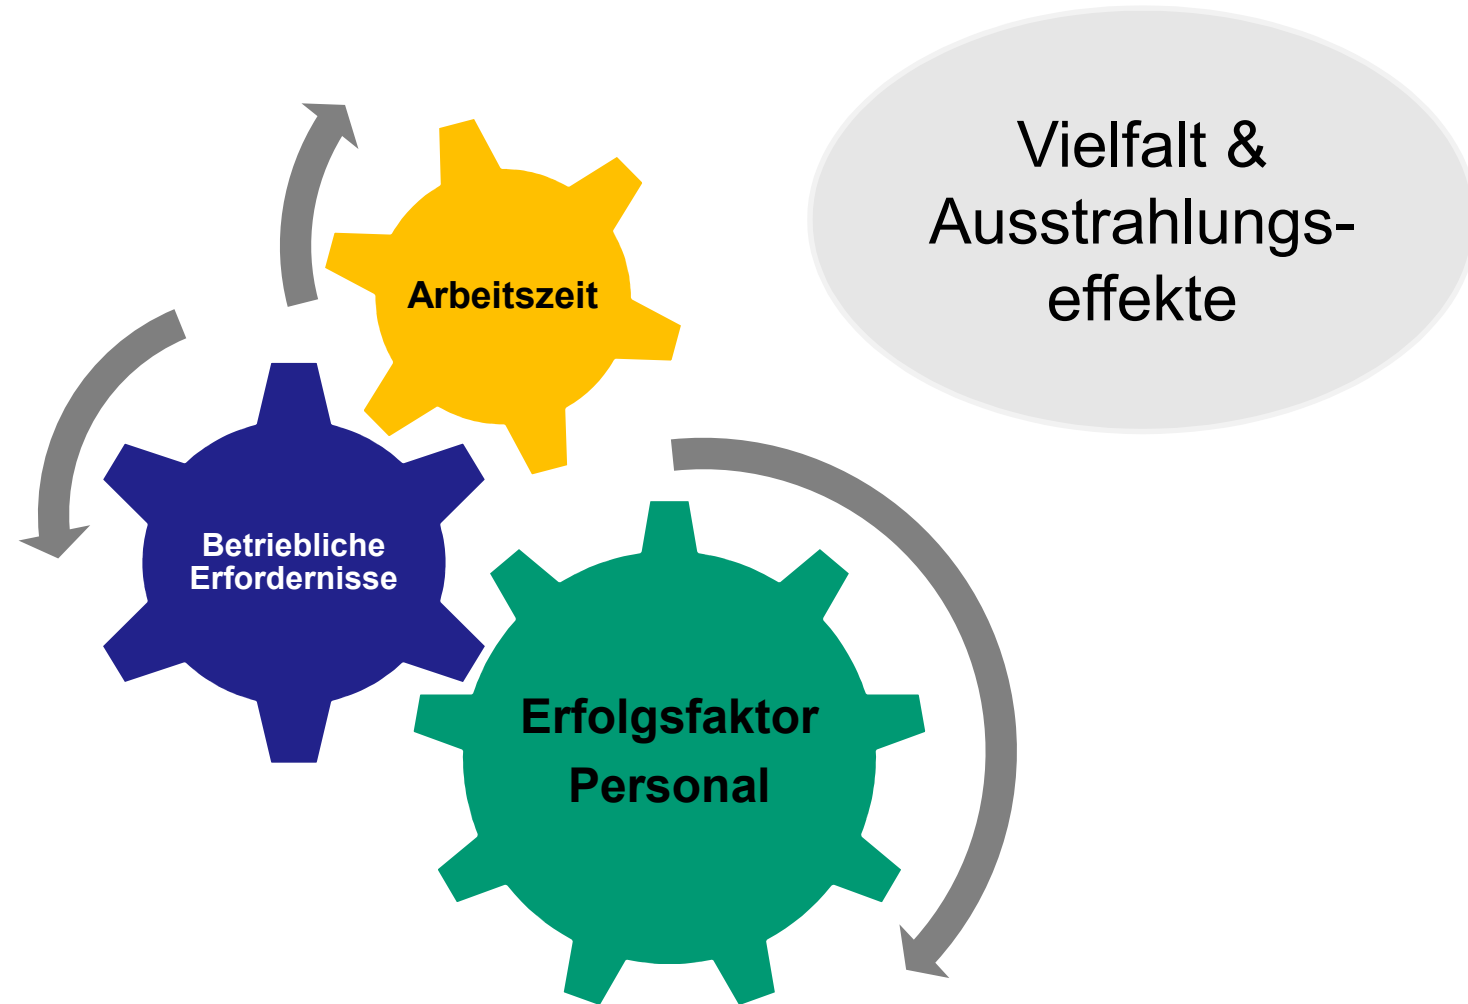 Vielfalt &
Ausstrahlungs-
effekte
Arbeitszeit
Betriebliche
Erfordernisse
Erfolgsfaktor
Personal